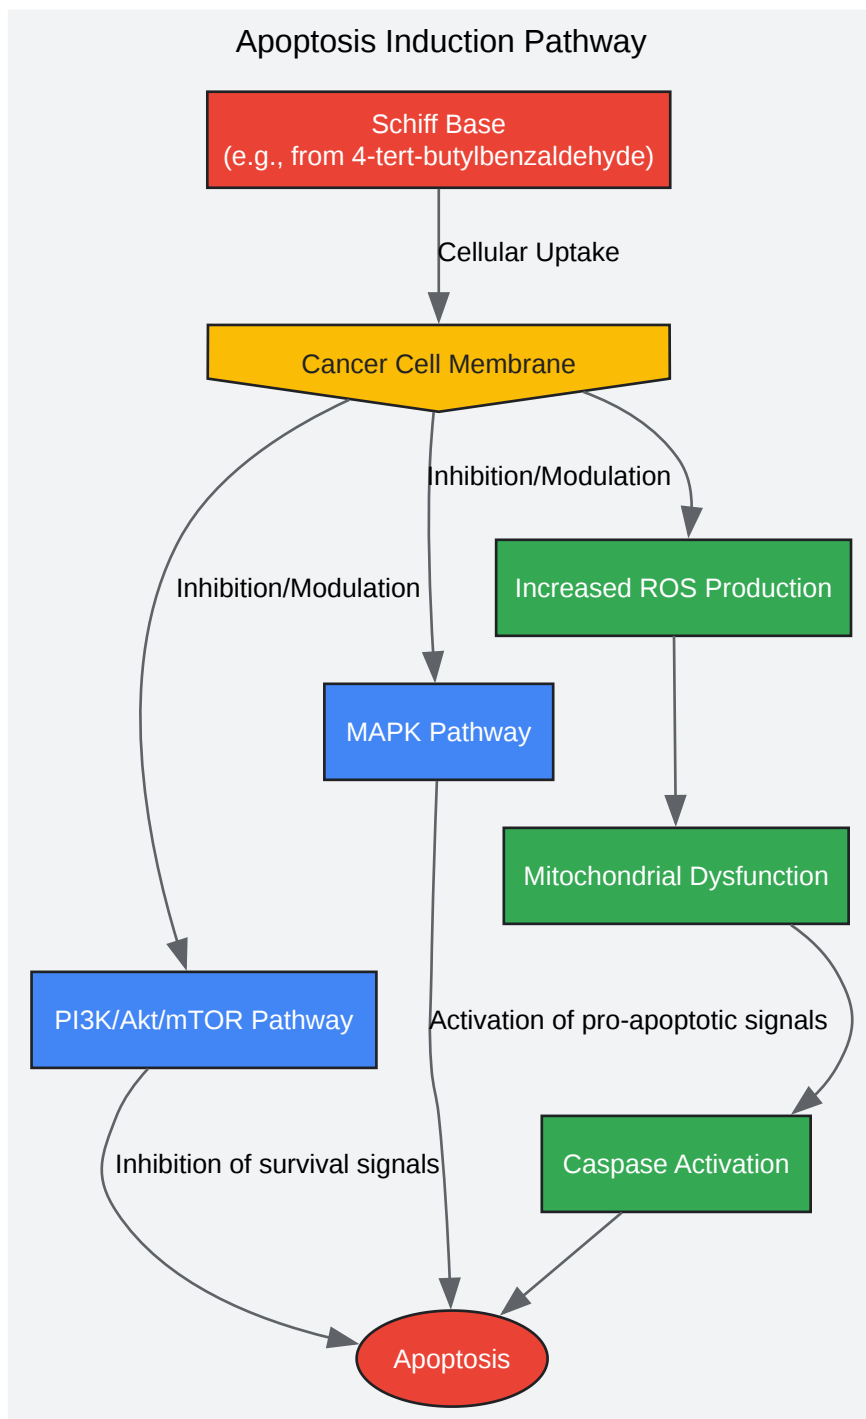 Apoptosis Induction Pathway
Schiff Base
(e.g., from 4-tert-butylbenzaldehyde)
Cellular Uptake
Cancer Cell Membrane
Inhibition/Modulation
Inhibition/Modulation
Increased ROS Production
MAPK Pathway
Mitochondrial Dysfunction
PI3K/Akt/mTOR Pathway
Activation of pro-apoptotic signals
Inhibition of survival signals
Caspase Activation
Apoptosis